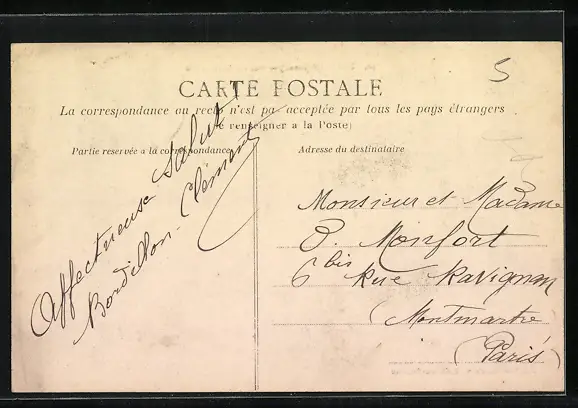 5
CARTE POSTALE
La correspondance au recto n'est pas acceptée par tous les pays étrangers
(Se renseigner a la Poste)
Partie reservée a la correspondance
Adresse du destinataire
Affectueuse Salut
Bordillon Clément
Monsieur et Madame
P. Monfort
6 bis Rue Ravignan
(Montmartre
(Paris)